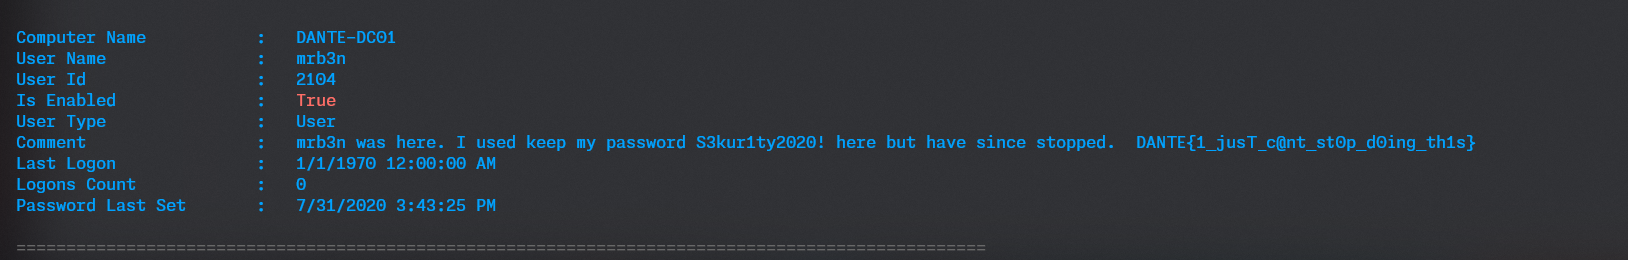 Computer Name : DANTE-DC01
User Name : mrb3n
User Id : 2104
Is Enabled : True
User Type : User
Comment : mrb3n was here. I used keep my password S3kur1ty2020! here but have since stopped. DANTE{1_jusT_c@nt_st0p_d0ing_th1s}
Last Logon : 1/1/1970 12:00:00 AM
Logons Count : 0
Password Last Set : 7/31/2020 3:43:25 PM
=================================================================================================